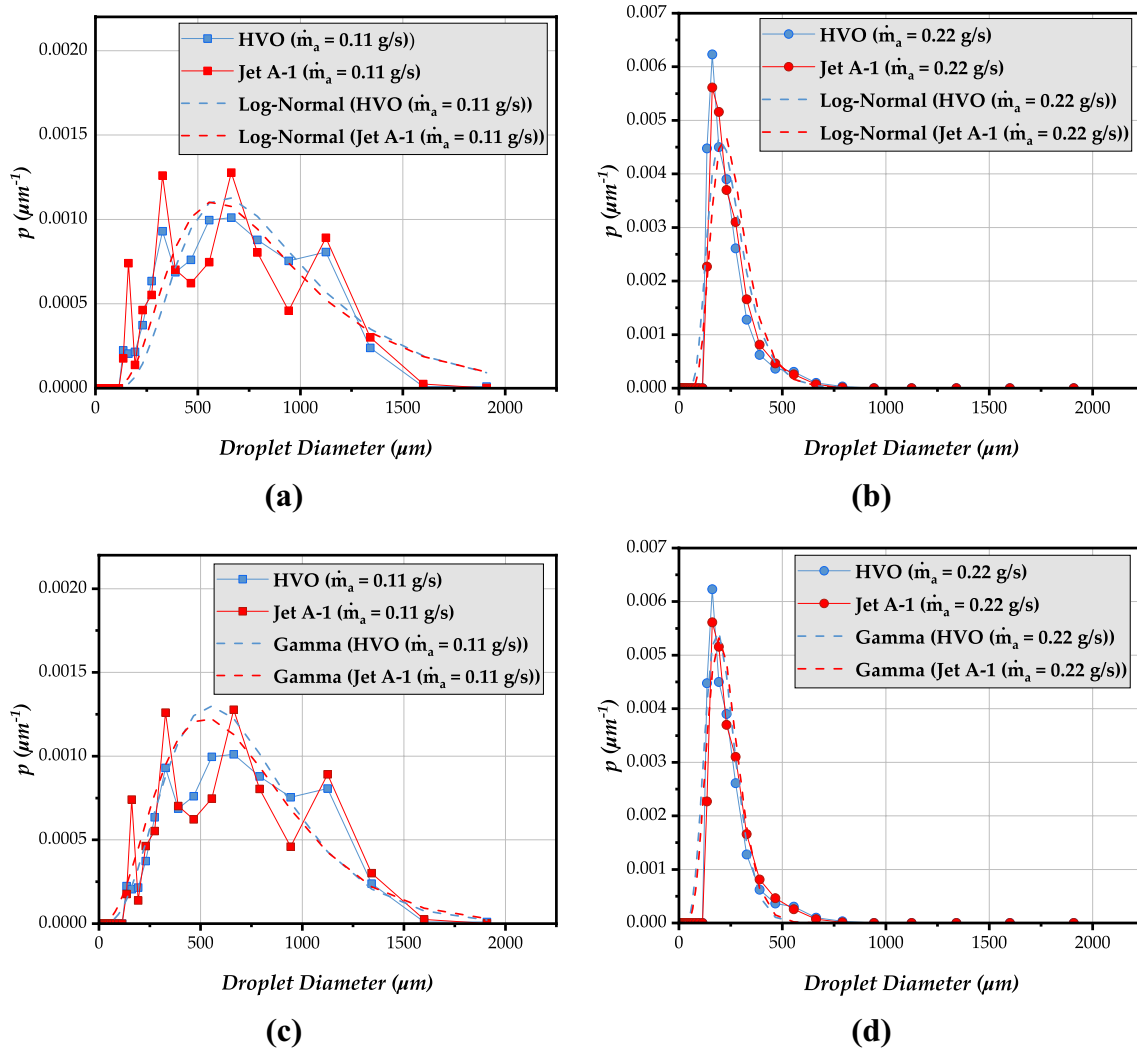 0.0020
0.0015
0.0010
0.0005
0.0000
p (µm⁻¹)
HVO (ṁₐ = 0.11 g/s))
Jet A-1 (ṁₐ = 0.11 g/s)
Log-Normal (HVO (ṁₐ = 0.11 g/s))
Log-Normal (Jet A-1 (ṁₐ = 0.11 g/s))
0 500 1000 1500 2000
Droplet Diameter (µm)
(a)
0.007
0.006
0.005
0.004
0.003
0.002
0.001
0.000
p (µm⁻¹)
HVO (ṁₐ = 0.22 g/s)
Jet A-1 (ṁₐ = 0.22 g/s)
Log-Normal (HVO (ṁₐ = 0.22 g/s))
Log-Normal (Jet A-1 (ṁₐ = 0.22 g/s))
0 500 1000 1500 2000
Droplet Diameter (µm)
(b)
0.0020
0.0015
0.0010
0.0005
0.0000
p (µm⁻¹)
HVO (ṁₐ = 0.11 g/s)
Jet A-1 (ṁₐ = 0.11 g/s)
Gamma (HVO (ṁₐ = 0.11 g/s))
Gamma (Jet A-1 (ṁₐ = 0.11 g/s))
0 500 1000 1500 2000
Droplet Diameter (µm)
(c)
0.007
0.006
0.005
0.004
0.003
0.002
0.001
0.000
p (µm⁻¹)
HVO (ṁₐ = 0.22 g/s)
Jet A-1 (ṁₐ = 0.22 g/s)
Gamma (HVO (ṁₐ = 0.22 g/s))
Gamma (Jet A-1 (ṁₐ = 0.22 g/s))
0 500 1000 1500 2000
Droplet Diameter (µm)
(d)